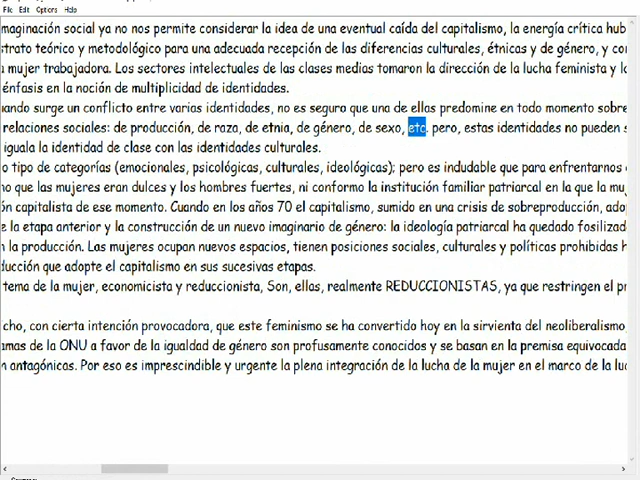 File Edit Options Help
maginación social ya no nos permite considerar la idea de una eventual caída del capitalismo, la energía crítica hub
strato teórico y metodológico para una adecuada recepción de las diferencias culturales, étnicas y de género, y co
a mujer trabajadora. Los sectores intelectuales de las clases medias tomaron la dirección de la lucha feminista y l
énfasis en la noción de multiplicidad de identidades.
uando surge un conflicto entre varias identidades, no es seguro que una de ellas predomine en todo momento sobre
relaciones sociales: de producción, de raza, de etnia, de género, de sexo, etc. pero, estas identidades no pueden s
iguala la identidad de clase con las identidades culturales.
o tipo de categorías (emocionales, psicológicas, culturales, ideológicas); pero es indudable que para enfrentarnos
no que las mujeres eran dulces y los hombres fuertes, ni conformo la institución familiar patriarcal en la que la muj
ón capitalista de ese momento. Cuando en los años 70 el capitalismo, sumido en una crisis de sobreproducción, ado
e la etapa anterior y la construcción de un nuevo imaginario de género: la ideología patriarcal ha quedado fosilizad
n la producción. Las mujeres ocupan nuevos espacios, tienen posiciones sociales, culturales y políticas prohibidas h
ducción que adopte el capitalismo en sus sucesivas etapas.
tema de la mujer, economicista y reduccionista, Son, ellas, realmente REDUCCIONISTAS, ya que restringen el pr
cho, con cierta intención provocadora, que este feminismo se ha convertido hoy en la sirvienta del neoliberalismo,
amas de la ONU a favor de la igualdad de género son profusamente conocidos y se basan en la premisa equivocada
n antagónicas. Por eso es imprescindible y urgente la plena integración de la lucha de la mujer en el marco de la luc